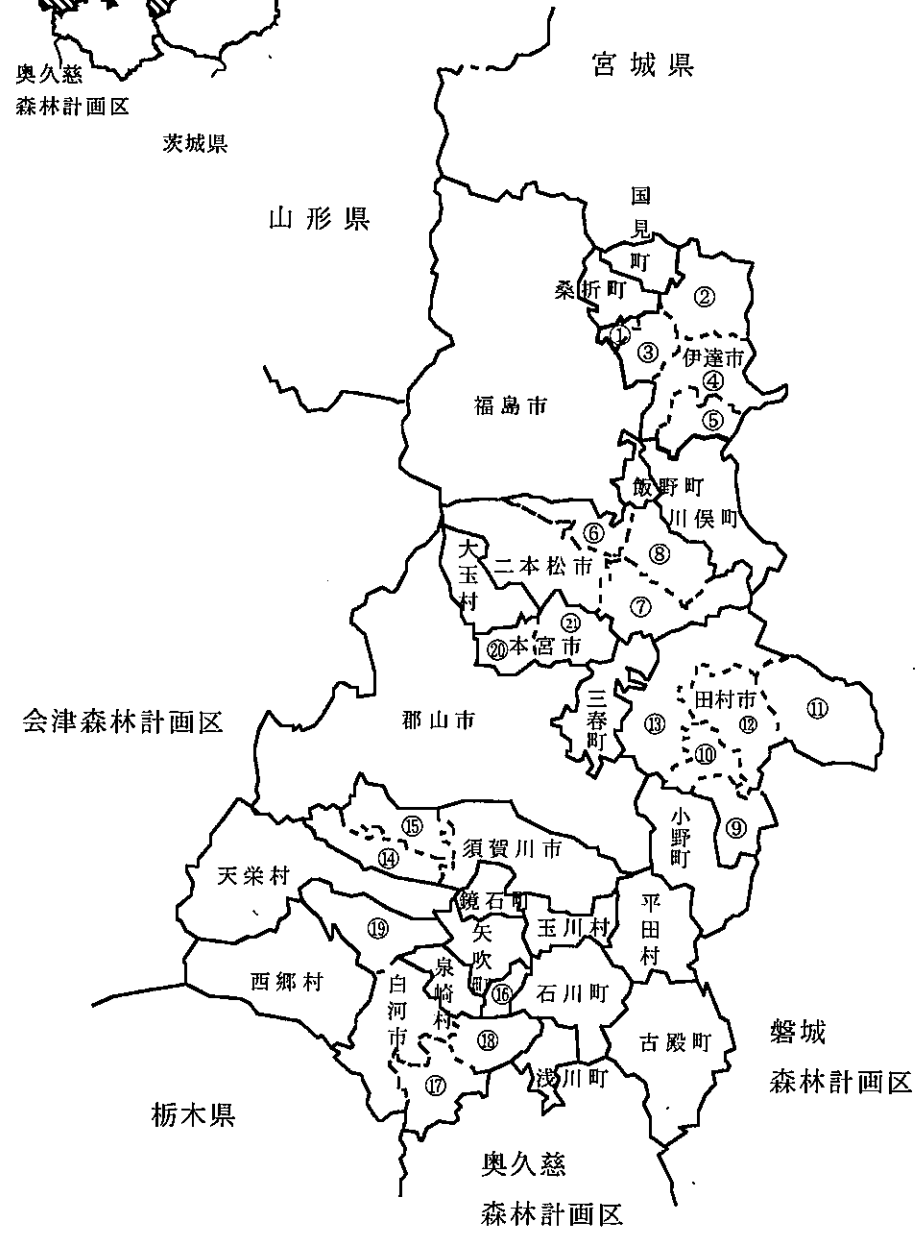 奥久慈
森林計画区
茨城県
宮城県
山形県
国見町
桑折町
②
①
③
伊達市
④
⑤
福島市
飯野町
川俣町
⑥
⑧
二本松市
大玉村
⑦
㉑
⑳
本宮市
会津森林計画区
郡山市
三春町
⑬
田村市
⑫
⑪
⑩
⑨
小野町
⑮
⑭
須賀川市
天栄村
鏡石町
玉川村
平田村
⑲
矢吹町
泉崎村
⑯
石川町
西郷村
白河市
⑱
古殿町
磐城
森林計画区
⑰
浅川町
栃木県
奥久慈
森林計画区